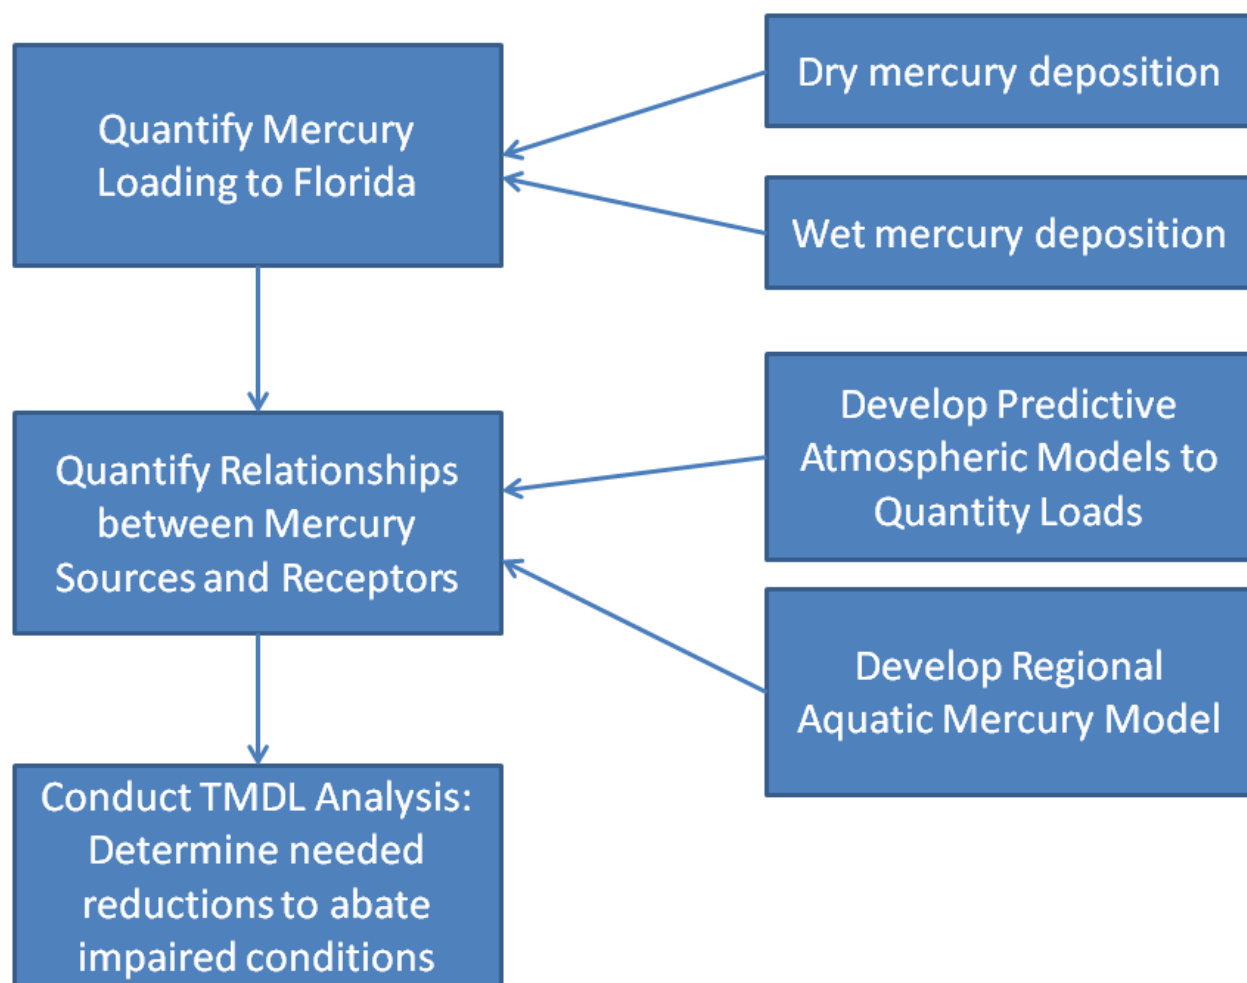 Quantify Mercury
Loading to Florida
Dry mercury deposition
Wet mercury deposition
Quantify Relationships
between Mercury
Sources and Receptors
Develop Predictive
Atmospheric Models to
Quantity Loads
Develop Regional
Aquatic Mercury Model
Conduct TMDL Analysis:
Determine needed
reductions to abate
impaired conditions